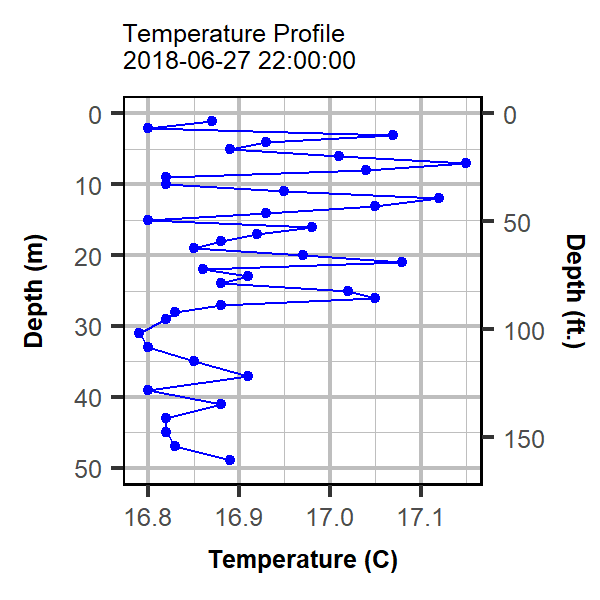 Temperature Profile
2018-06-27 22:00:00
0
10
20
30
40
50
Depth (m)
0
50
100
150
Depth (ft.)
16.8 16.9 17.0 17.1
Temperature (C)